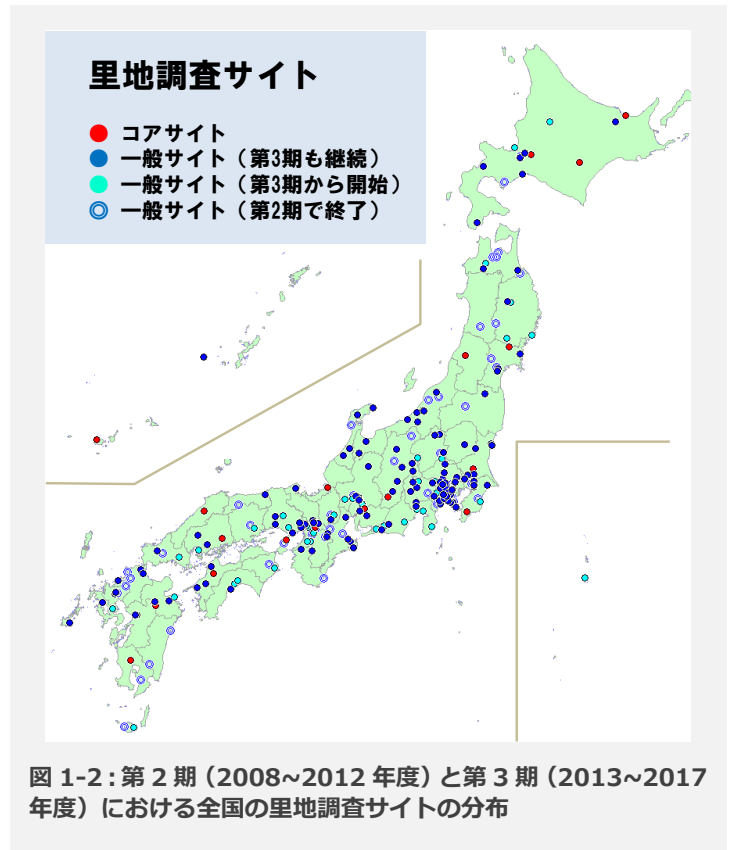 里地調査サイト
コアサイト
一般サイト（第3期も継続）
一般サイト（第3期から開始）
一般サイト（第2期で終了）
図 1-2：第 2 期（2008~2012 年度）と第 3 期（2013~2017
年度）における全国の里地調査サイトの分布